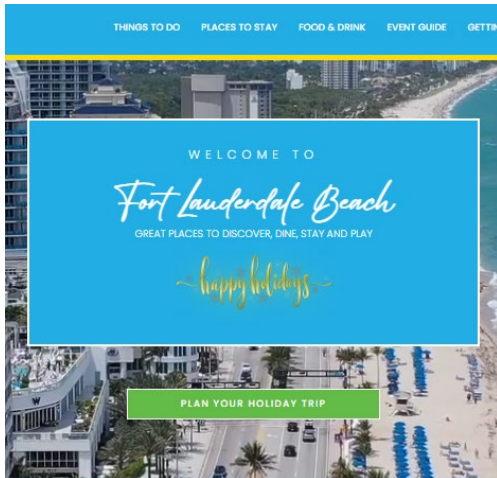 THINGS TO DO PLACES TO STAY FOOD & DRINK EVENT GUIDE GETTIN
WELCOME TO
Fort Lauderdale Beach
GREAT PLACES TO DISCOVER, DINE, STAY AND PLAY
happy holidays
W
PLAN YOUR HOLIDAY TRIP